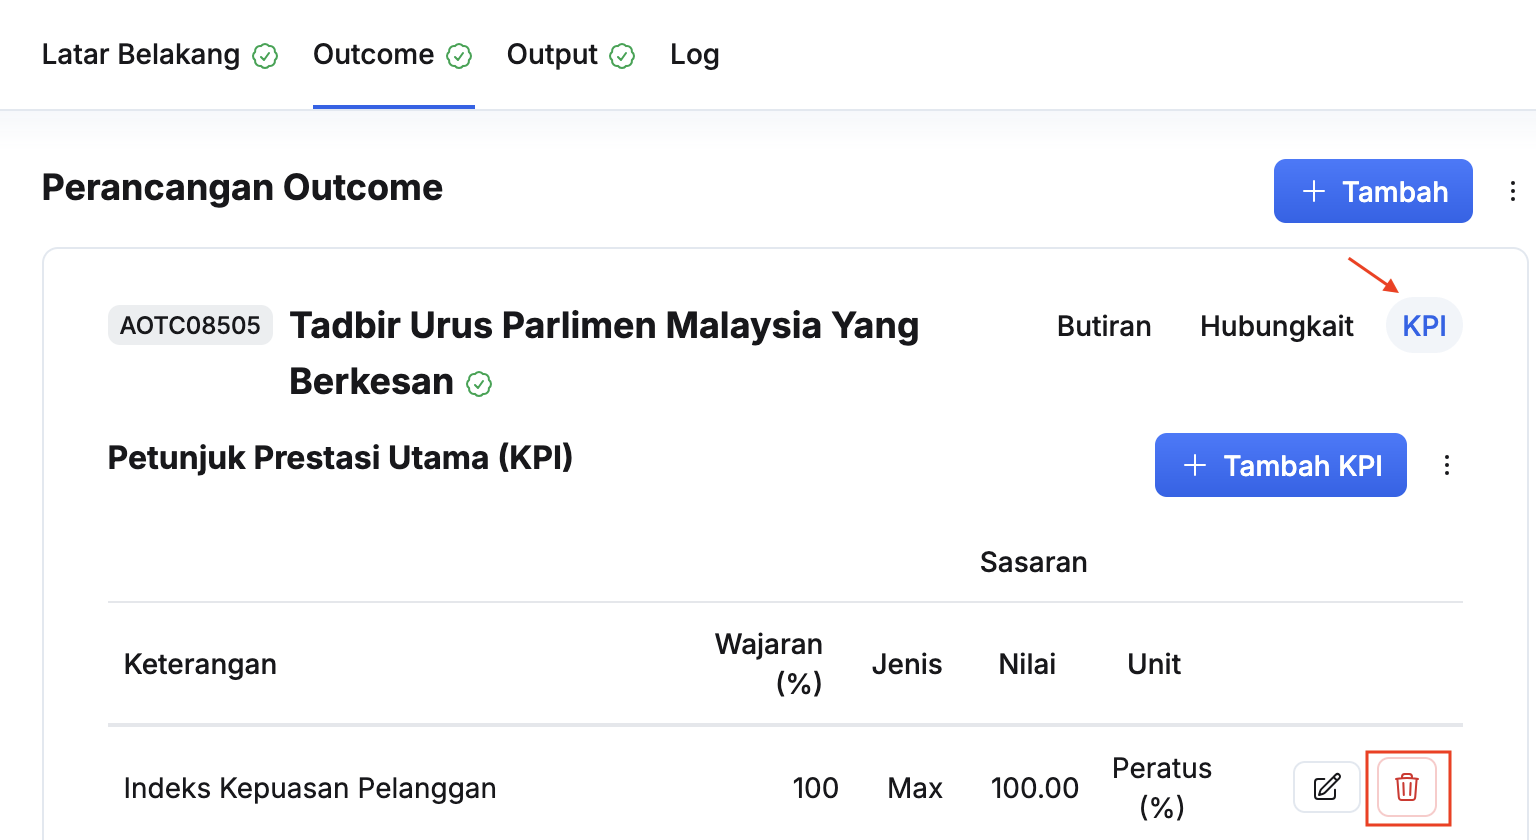 Latar Belakang Outcome Output Log
Perancangan Outcome
+ Tambah
AOTC08505 Tadbir Urus Parlimen Malaysia Yang
Berkesan
Butiran Hubungkait KPI
Petunjuk Prestasi Utama (KPI)
+ Tambah KPI
Sasaran
Keterangan Wajaran (%) Jenis Nilai Unit
Indeks Kepuasan Pelanggan 100 Max 100.00 Peratus (%)